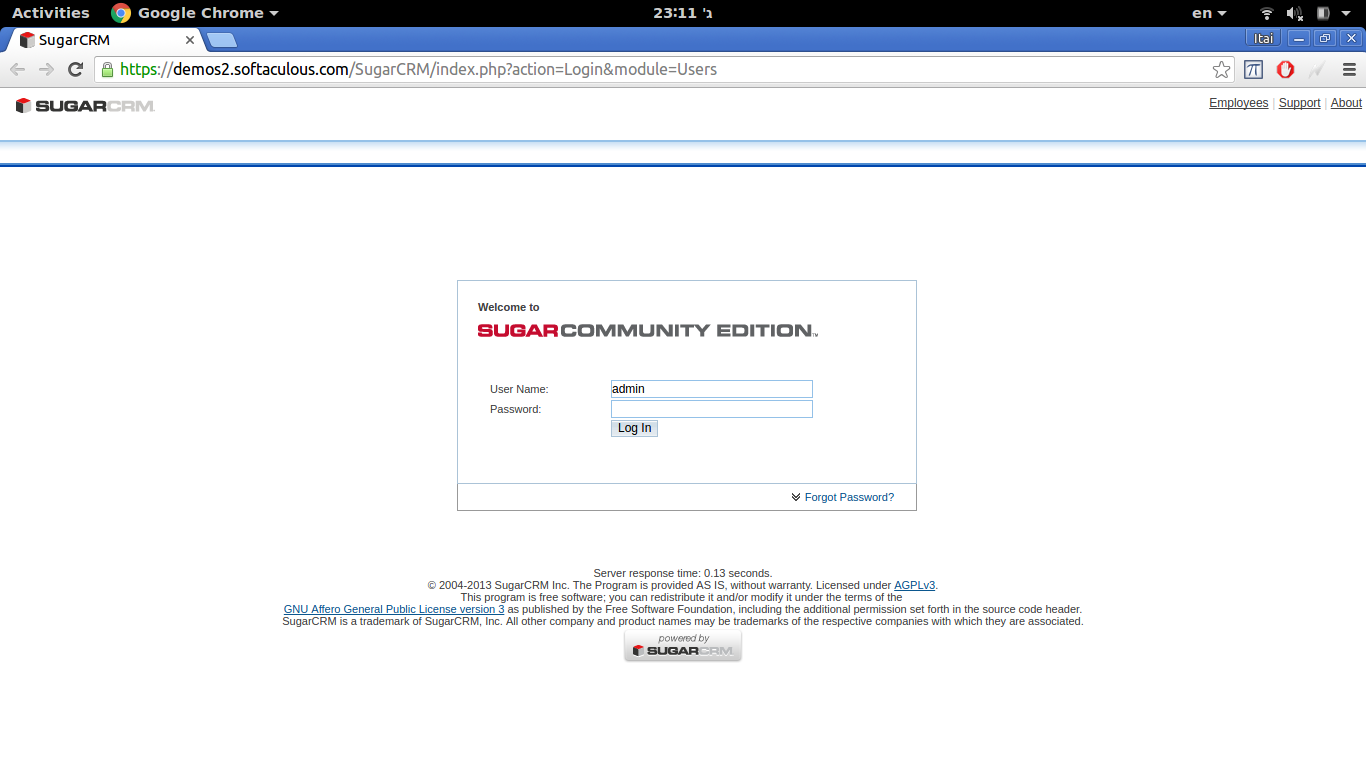 Activities Google Chrome 23:11 ג' en
SugarCRM Itai
https://demos2.softaculous.com/SugarCRM/index.php?action=Login&module=Users
SUGARCRM Employees | Support | About
Welcome to
SUGARCOMMUNITY EDITION™
User Name: admin
Password:
Log In
Forgot Password?
Server response time: 0.13 seconds.
© 2004-2013 SugarCRM Inc. The Program is provided AS IS, without warranty. Licensed under AGPLv3.
This program is free software; you can redistribute it and/or modify it under the terms of the
GNU Affero General Public License version 3 as published by the Free Software Foundation, including the additional permission set forth in the source code header.
SugarCRM is a trademark of SugarCRM, Inc. All other company and product names may be trademarks of the respective companies with which they are associated.
powered by
SUGARCRM